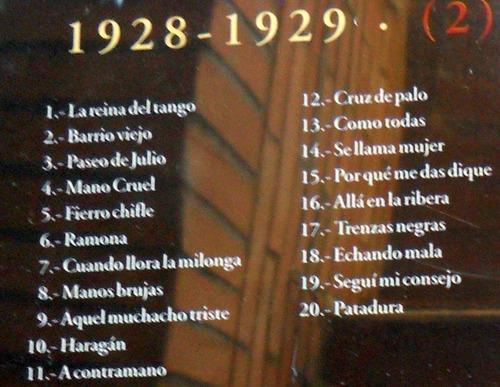 1928-1929 · (2)
1.- La reina del tango
2.- Barrio viejo
3.- Paseo de Julio
4.- Mano Cruel
5.- Fierro chifle
6.- Ramona
7.- Cuando llora la milonga
8.- Manos brujas
9.- Aquel muchacho triste
10.- Haragán
11.- A contramano
12.- Cruz de palo
13.- Como todas
14.- Se llama mujer
15.- Por qué me das dique
16.- Allá en la ribera
17.- Trenzas negras
18.- Echando mala
19.- Seguí mi consejo
20.- Patadura